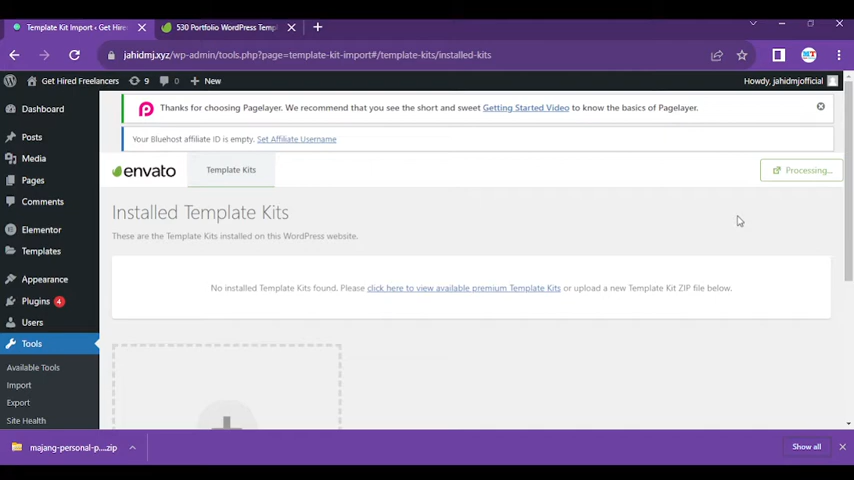 Template Kit Import ‹ Get Hired
530 Portfolio WordPress Templ
jahidmj.xyz/wp-admin/tools.php?page=template-kit-import#/template-kits/installed-kits
Get Hired Freelancers 9 0 New Howdy, jahidmjofficial
Dashboard
Posts
Media
Pages
Comments
Elementor
Templates
Appearance
Plugins 4
Users
Tools
Available Tools
Import
Export
Site Health
Thanks for choosing Pagelayer. We recommend that you see the short and sweet Getting Started Video to know the basics of Pagelayer.
Your Bluehost affiliate ID is empty. Set Affiliate Username
envato Template Kits Processing...
Installed Template Kits
These are the Template Kits installed on this WordPress website.
No installed Template Kits found. Please click here to view available premium Template Kits or upload a new Template Kit ZIP file below.
majang-personal-p....zip Show all